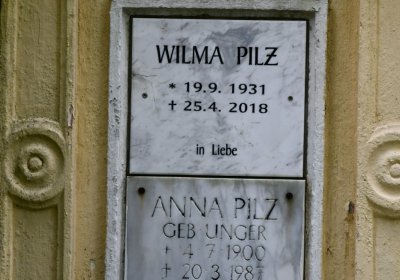 WILMA PILZ
* 19.9. 1931
† 25.4. 2018
in Liebe
ANNA PILZ
GEB UNGER
+ 4 7 1900
+ 20 3 1987